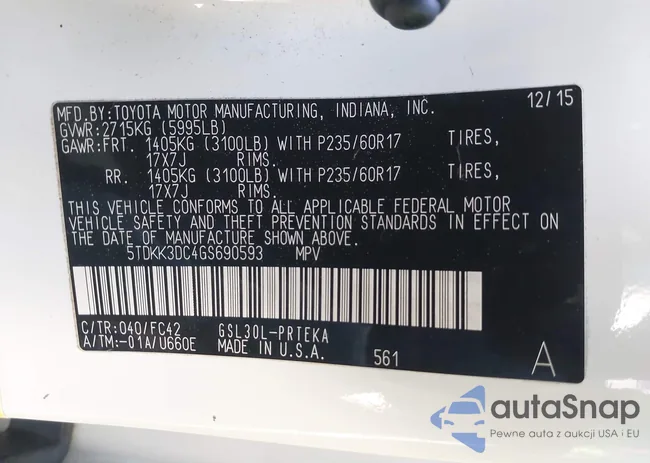 MFD.BY:TOYOTA MOTOR MANUFACTURING, INDIANA, INC. 12/15
GVWR:2715KG (5995LB)
GAWR:FRT. 1405KG (3100LB) WITH P235/60R17 TIRES,
17X7J RIMS.
RR. 1405KG (3100LB) WITH P235/60R17 TIRES,
17X7J RIMS.
THIS VEHICLE CONFORMS TO ALL APPLICABLE FEDERAL MOTOR
VEHICLE SAFETY AND THEFT PREVENTION STANDARDS IN EFFECT ON
THE DATE OF MANUFACTURE SHOWN ABOVE.
5TDKK3DC4GS690593 MPV
C/TR:040/FC42 GSL30L-PRTEKA
A/TM:-01A/U660E MADE IN U.S.A. 561 A
autaSnap
Pewne auta z aukcji USA i EU